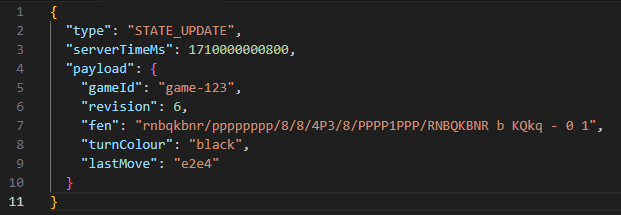 1 {
2 "type": "STATE_UPDATE",
3 "serverTimeMs": 1710000000800,
4 "payload": {
5 "gameId": "game-123",
6 "revision": 6,
7 "fen": "rnbqkbnr/pppppppp/8/8/4P3/8/PPPP1PPP/RNBQKBNR b KQkq - 0 1",
8 "turnColour": "black",
9 "lastMove": "e2e4"
10 }
11 }